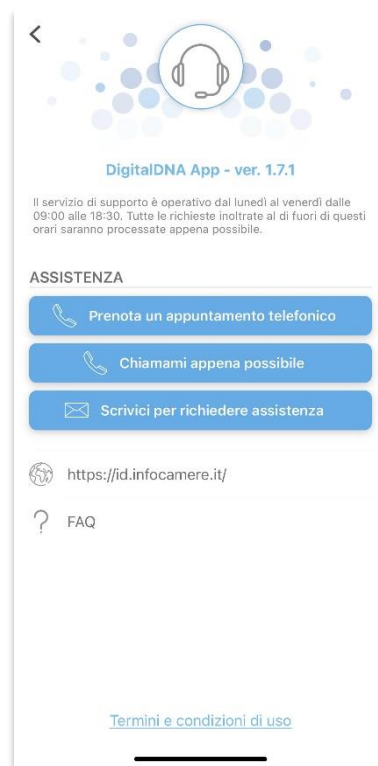 DigitalDNA App - ver. 1.7.1
Il servizio di supporto è operativo dal lunedì al venerdì dalle
09:00 alle 18:30. Tutte le richieste inoltrate al di fuori di questi
orari saranno processate appena possibile.
ASSISTENZA
Prenota un appuntamento telefonico
Chiamami appena possibile
Scrivici per richiedere assistenza
https://id.infocamere.it/
FAQ
Termini e condizioni di uso